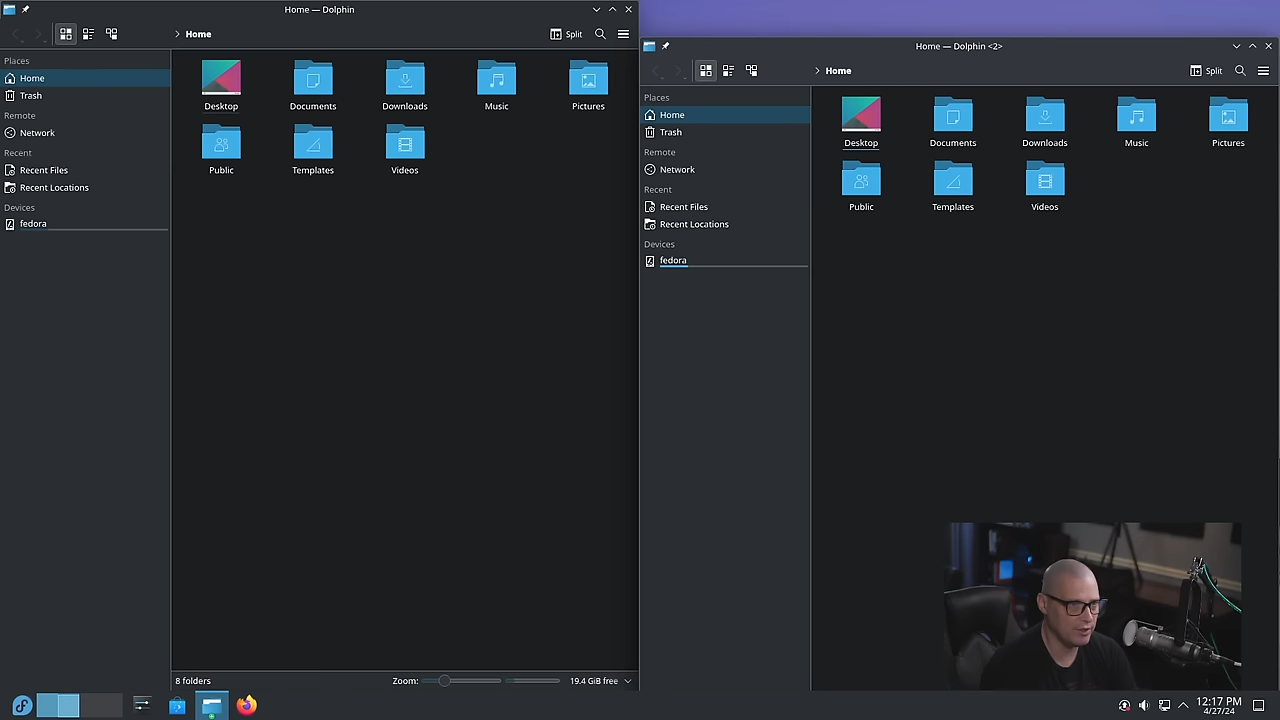 Home — Dolphin
Home
Split
Places
Home
Trash
Remote
Network
Recent
Recent Files
Recent Locations
Devices
fedora
Desktop
Documents
Downloads
Music
Pictures
Public
Templates
Videos
8 folders
Zoom:
19.4 GiB free
Home — Dolphin <2>
Home
Split
Places
Home
Trash
Remote
Network
Recent
Recent Files
Recent Locations
Devices
fedora
Desktop
Documents
Downloads
Music
Pictures
Public
Templates
Videos
12:17 PM
4/27/24